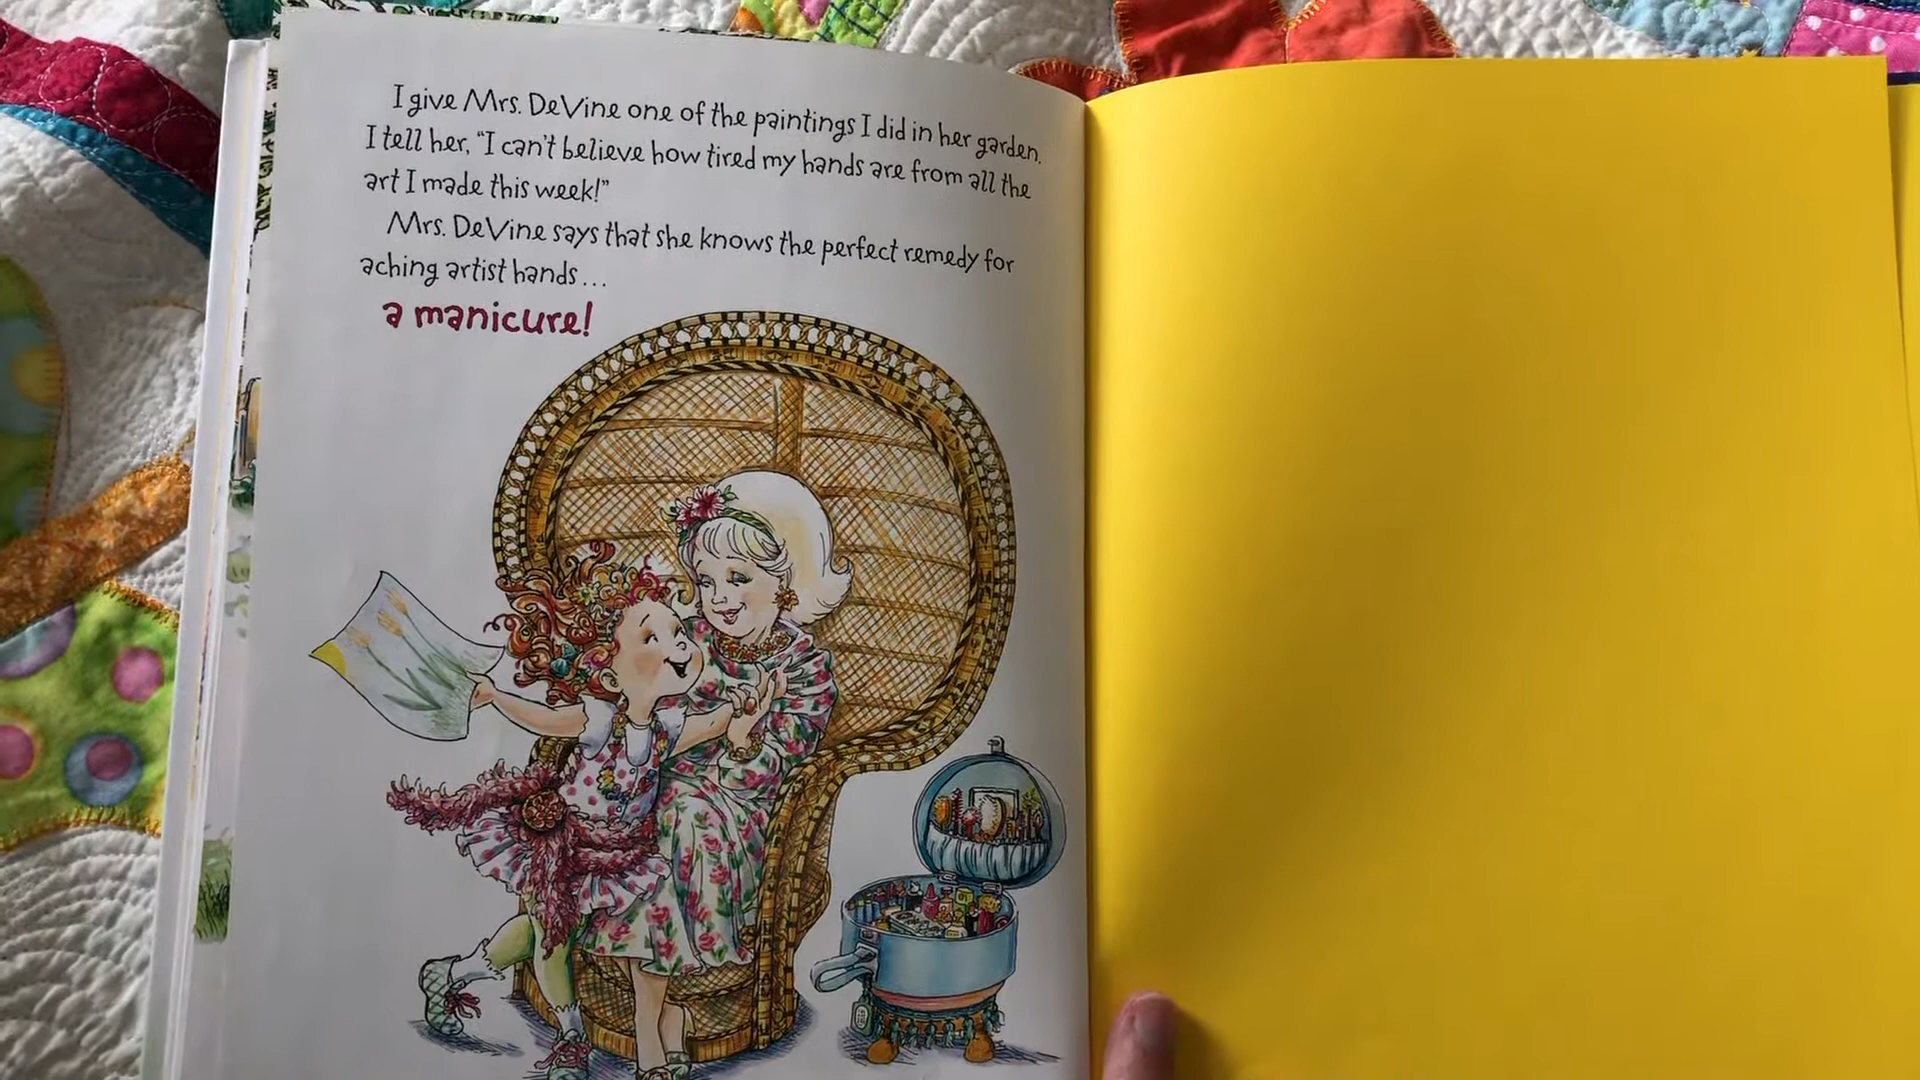 I give Mrs. DeVine one of the paintings I did in her garden.
I tell her, “I can’t believe how tired my hands are from all the
art I made this week!”
Mrs. DeVine says that she knows the perfect remedy for
aching artist hands . . .
a manicure!